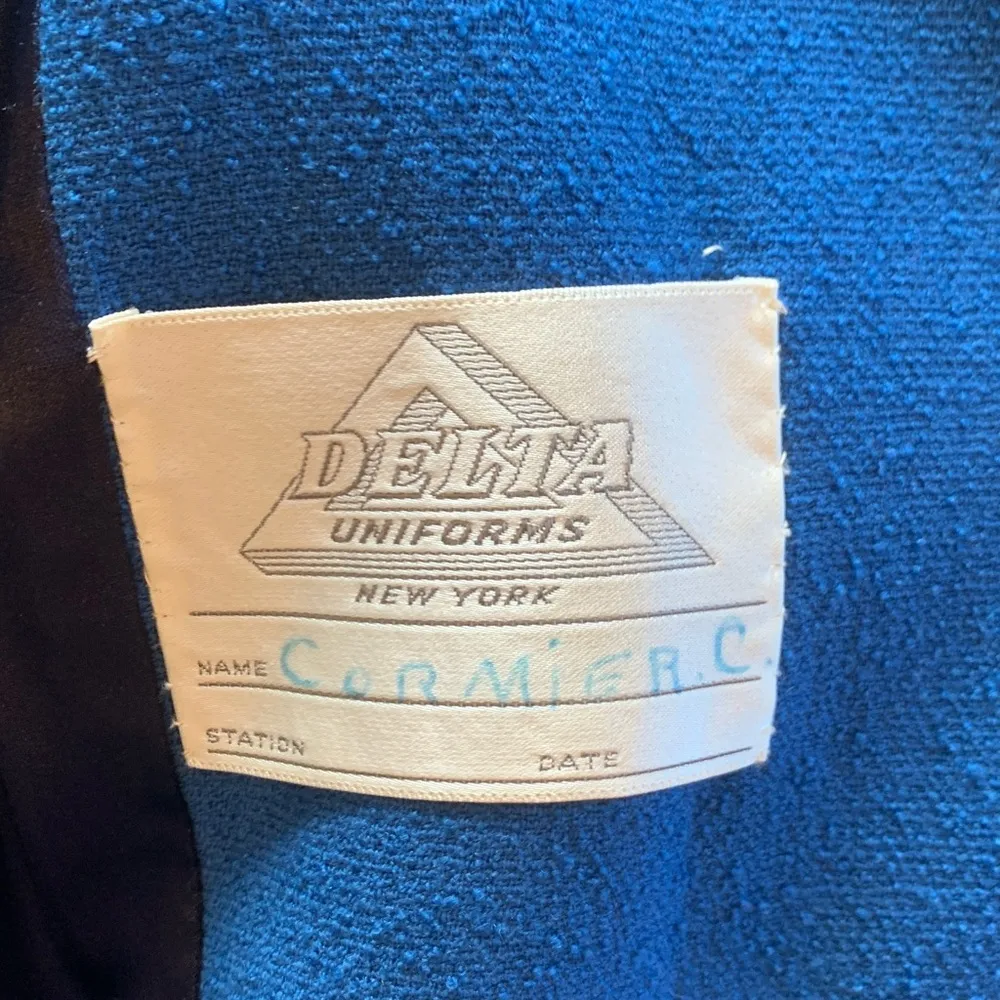 DELTA
UNIFORMS
NEW YORK
NAME CORMiER.C.
STATION DATE